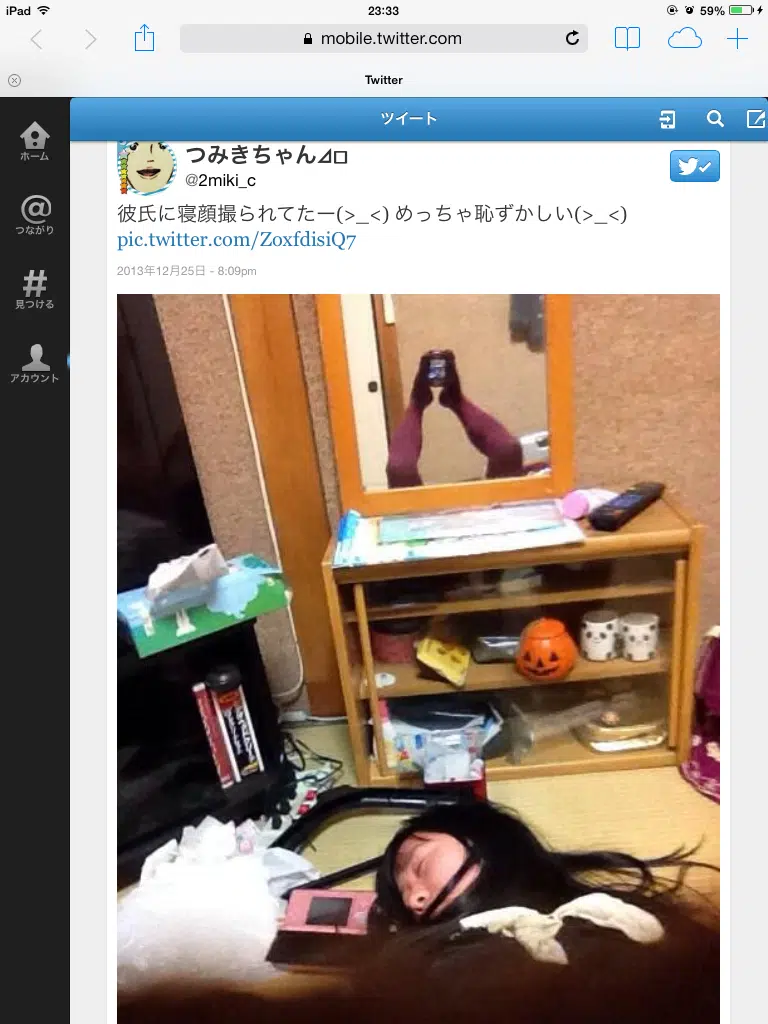 iPad
23:33
59%
mobile.twitter.com
Twitter
ツイート
ホーム
つながり
見つける
アカウント
つみきちゃん⊿□
@2miki_c
彼氏に寝顔撮られてたー(>_<) めっちゃ恥ずかしい(>_<)
pic.twitter.com/ZoxfdisiQ7
2013年12月25日 - 8:09pm